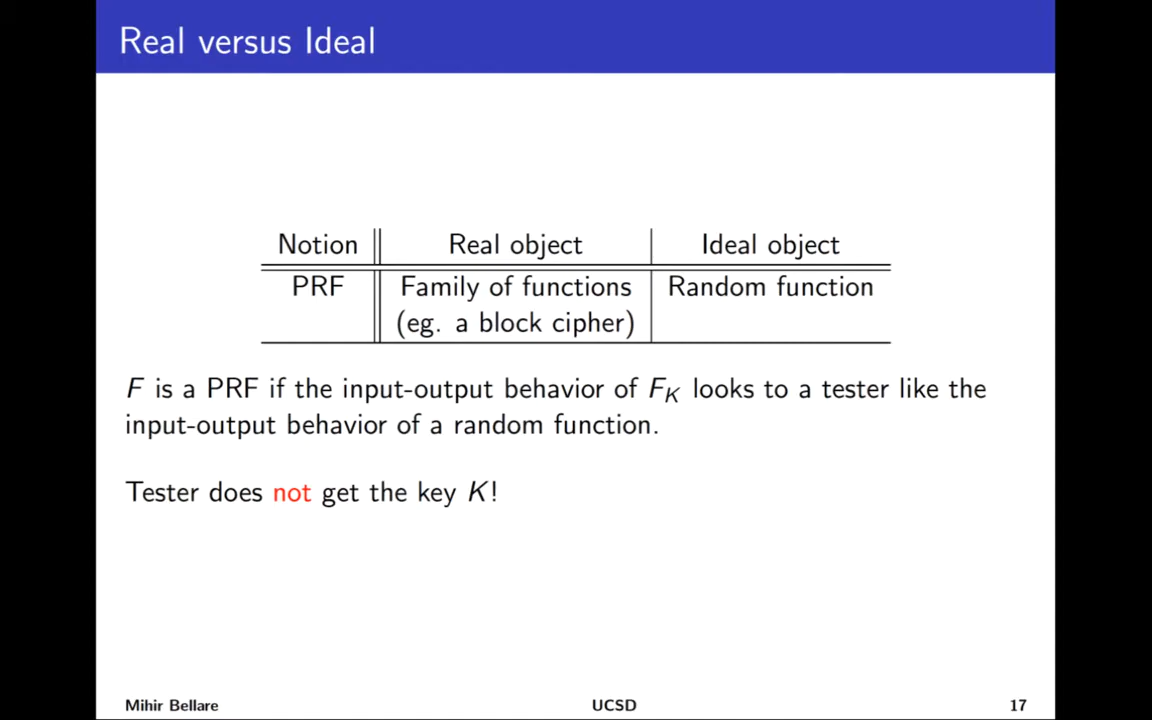 Real versus Ideal
Notion Real object Ideal object
PRF Family of functions Random function
(eg. a block cipher)
F is a PRF if the input-output behavior of F_K looks to a tester like the
input-output behavior of a random function.
Tester does not get the key K!
Mihir Bellare UCSD 17